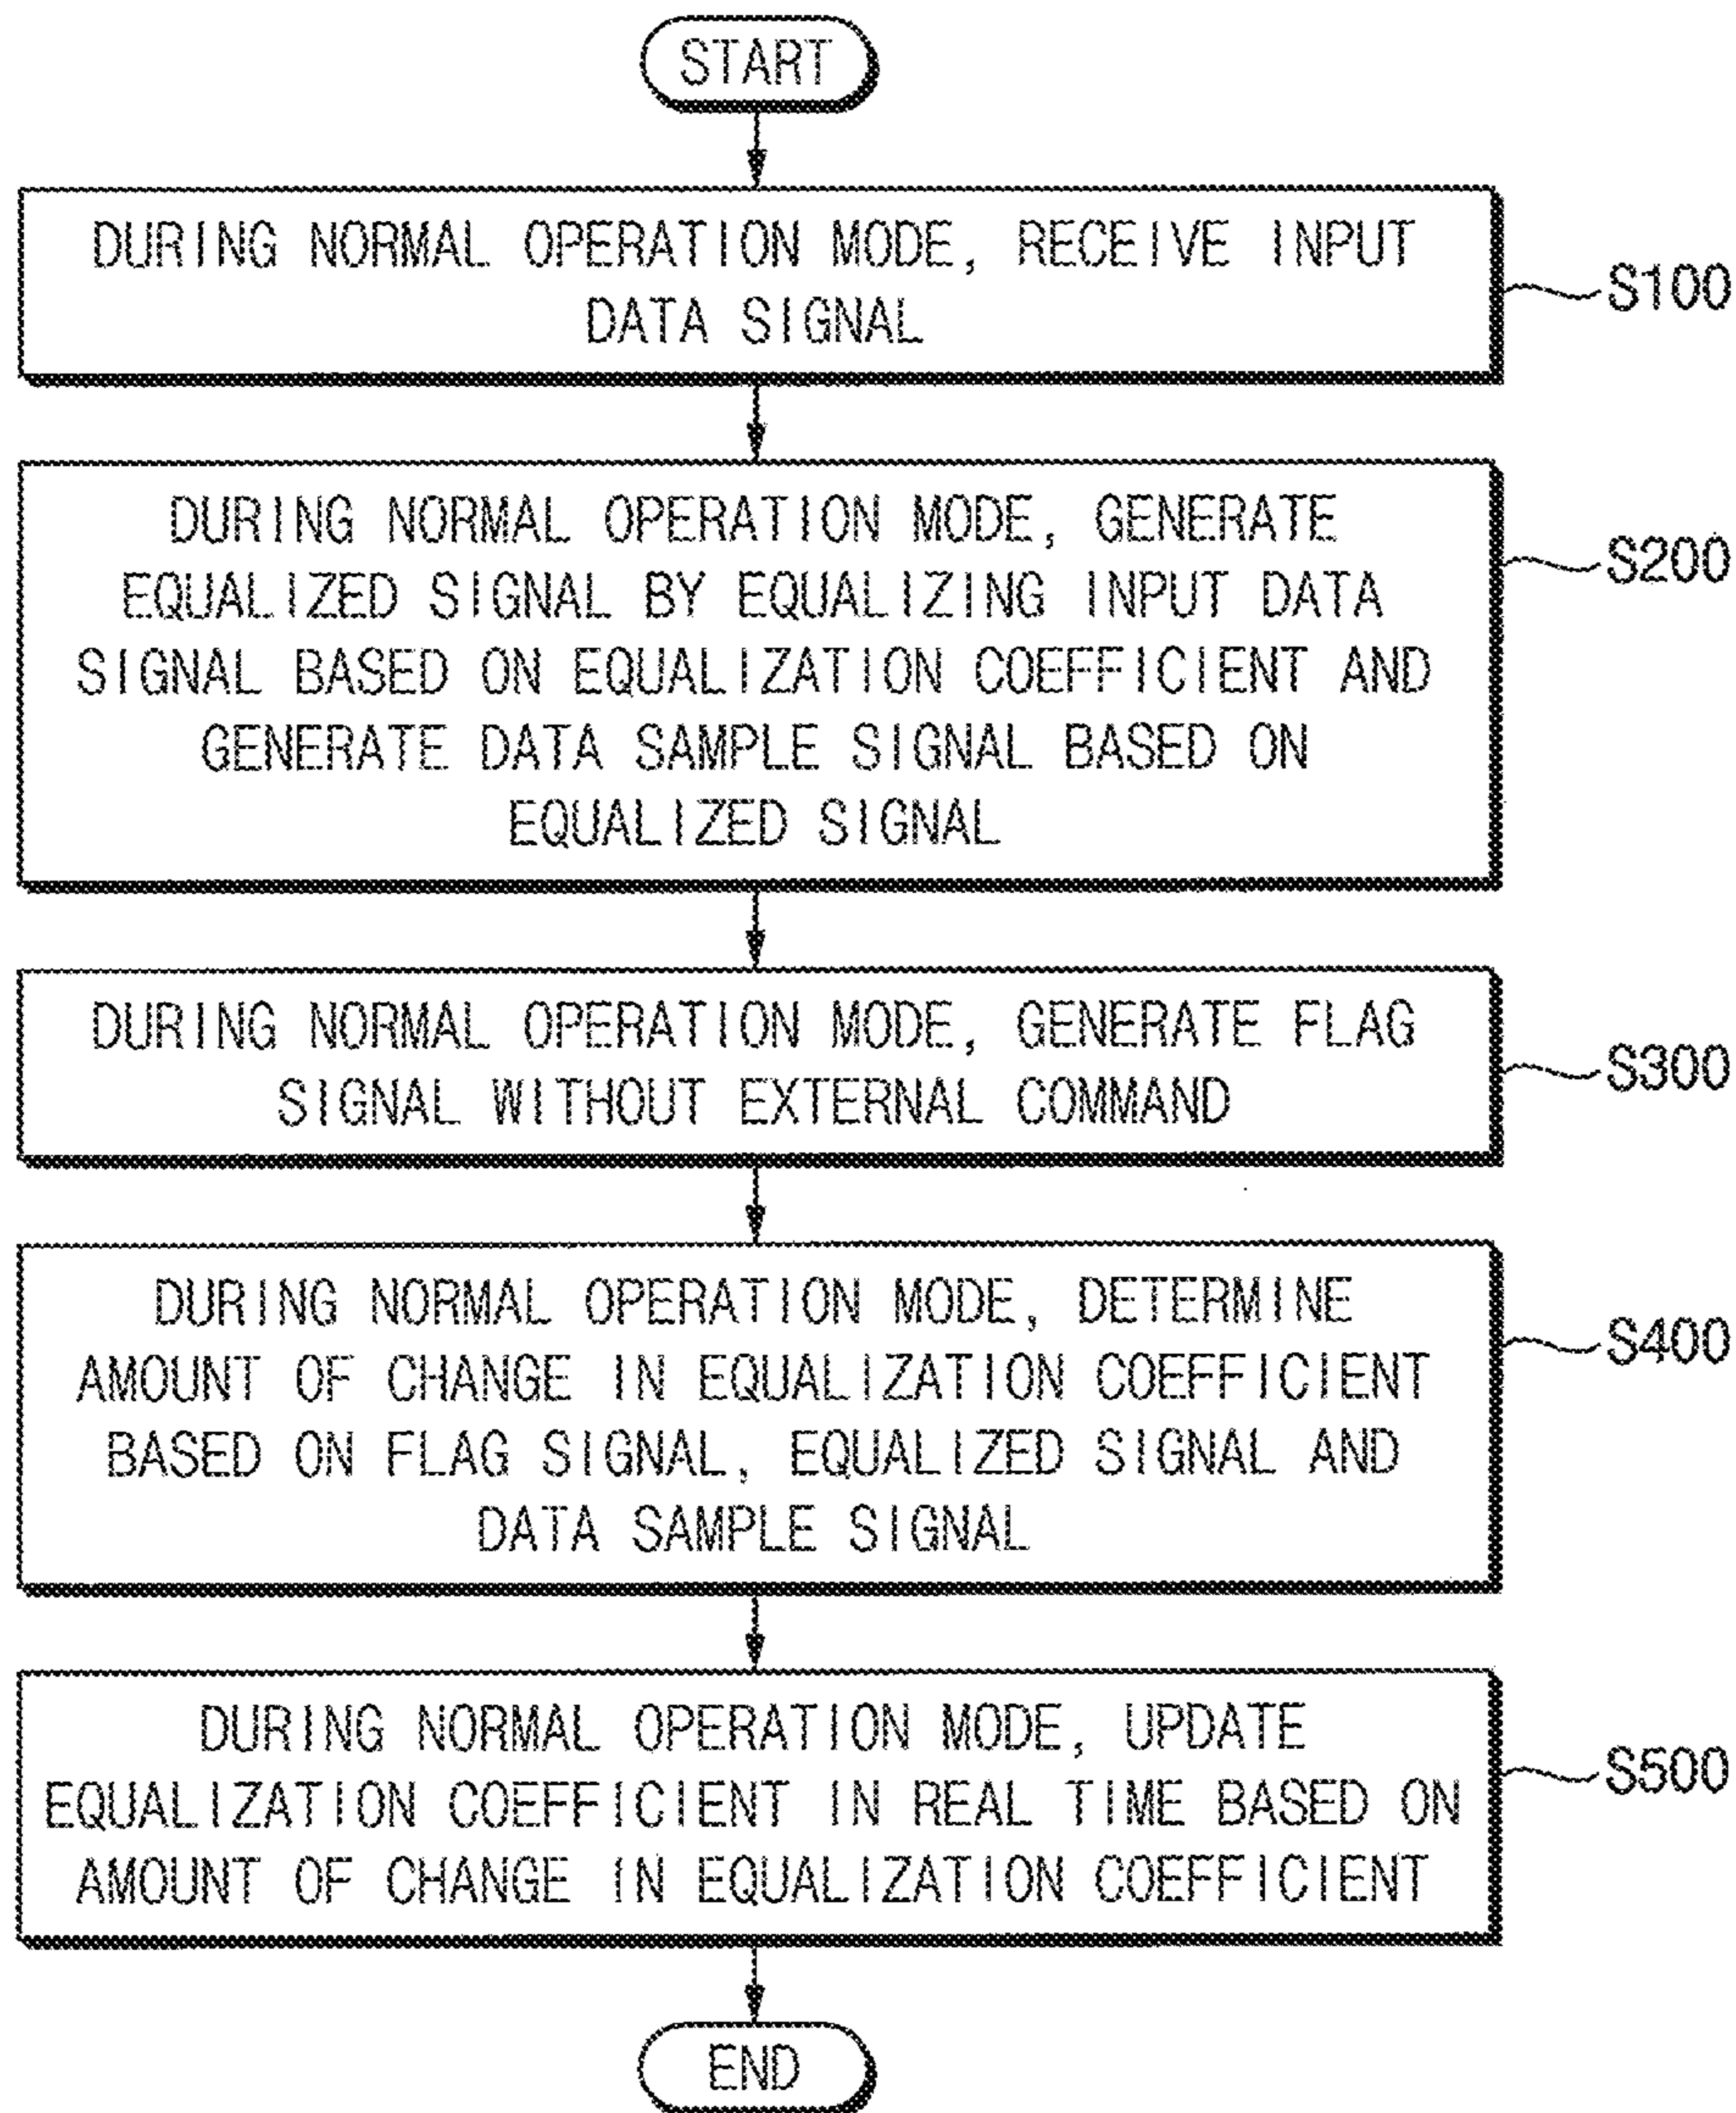 START
DURING NORMAL OPERATION MODE, RECEIVE INPUT
DATA SIGNAL
S100
DURING NORMAL OPERATION MODE, GENERATE
EQUALIZED SIGNAL BY EQUALIZING INPUT DATA
SIGNAL BASED ON EQUALIZATION COEFFICIENT AND
GENERATE DATA SAMPLE SIGNAL BASED ON
EQUALIZED SIGNAL
S200
DURING NORMAL OPERATION MODE, GENERATE FLAG
SIGNAL WITHOUT EXTERNAL COMMAND
S300
DURING NORMAL OPERATION MODE, DETERMINE
AMOUNT OF CHANGE IN EQUALIZATION COEFFICIENT
BASED ON FLAG SIGNAL, EQUALIZED SIGNAL AND
DATA SAMPLE SIGNAL
S400
DURING NORMAL OPERATION MODE, UPDATE
EQUALIZATION COEFFICIENT IN REAL TIME BASED ON
AMOUNT OF CHANGE IN EQUALIZATION COEFFICIENT
S500
END